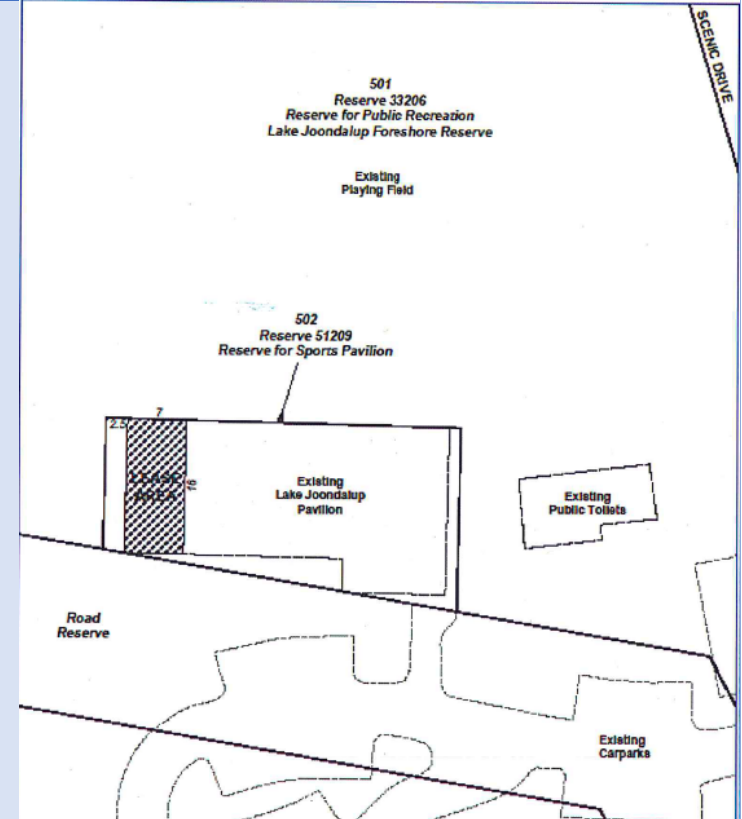 SCENIC DRIVE
501
Reserve 33206
Reserve for Public Recreation
Lake Joondalup Foreshore Reserve
Existing
Playing Field
502
Reserve 51209
Reserve for Sports Pavilion
7
2.5
LEASE
AREA
16
Existing
Lake Joondalup
Pavilion
Existing
Public Toilets
Road
Reserve
Existing
Carparks